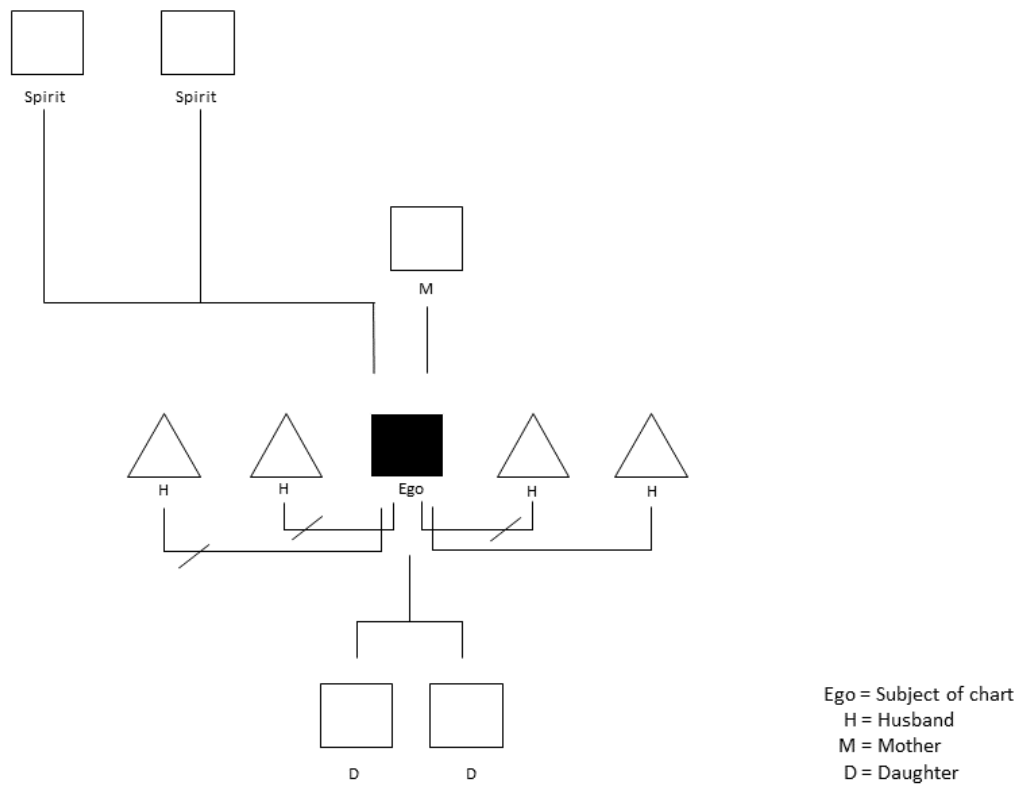 Spirit
Spirit
M
H
H
Ego
H
H
D
D
Ego = Subject of chart
H = Husband
M = Mother
D = Daughter